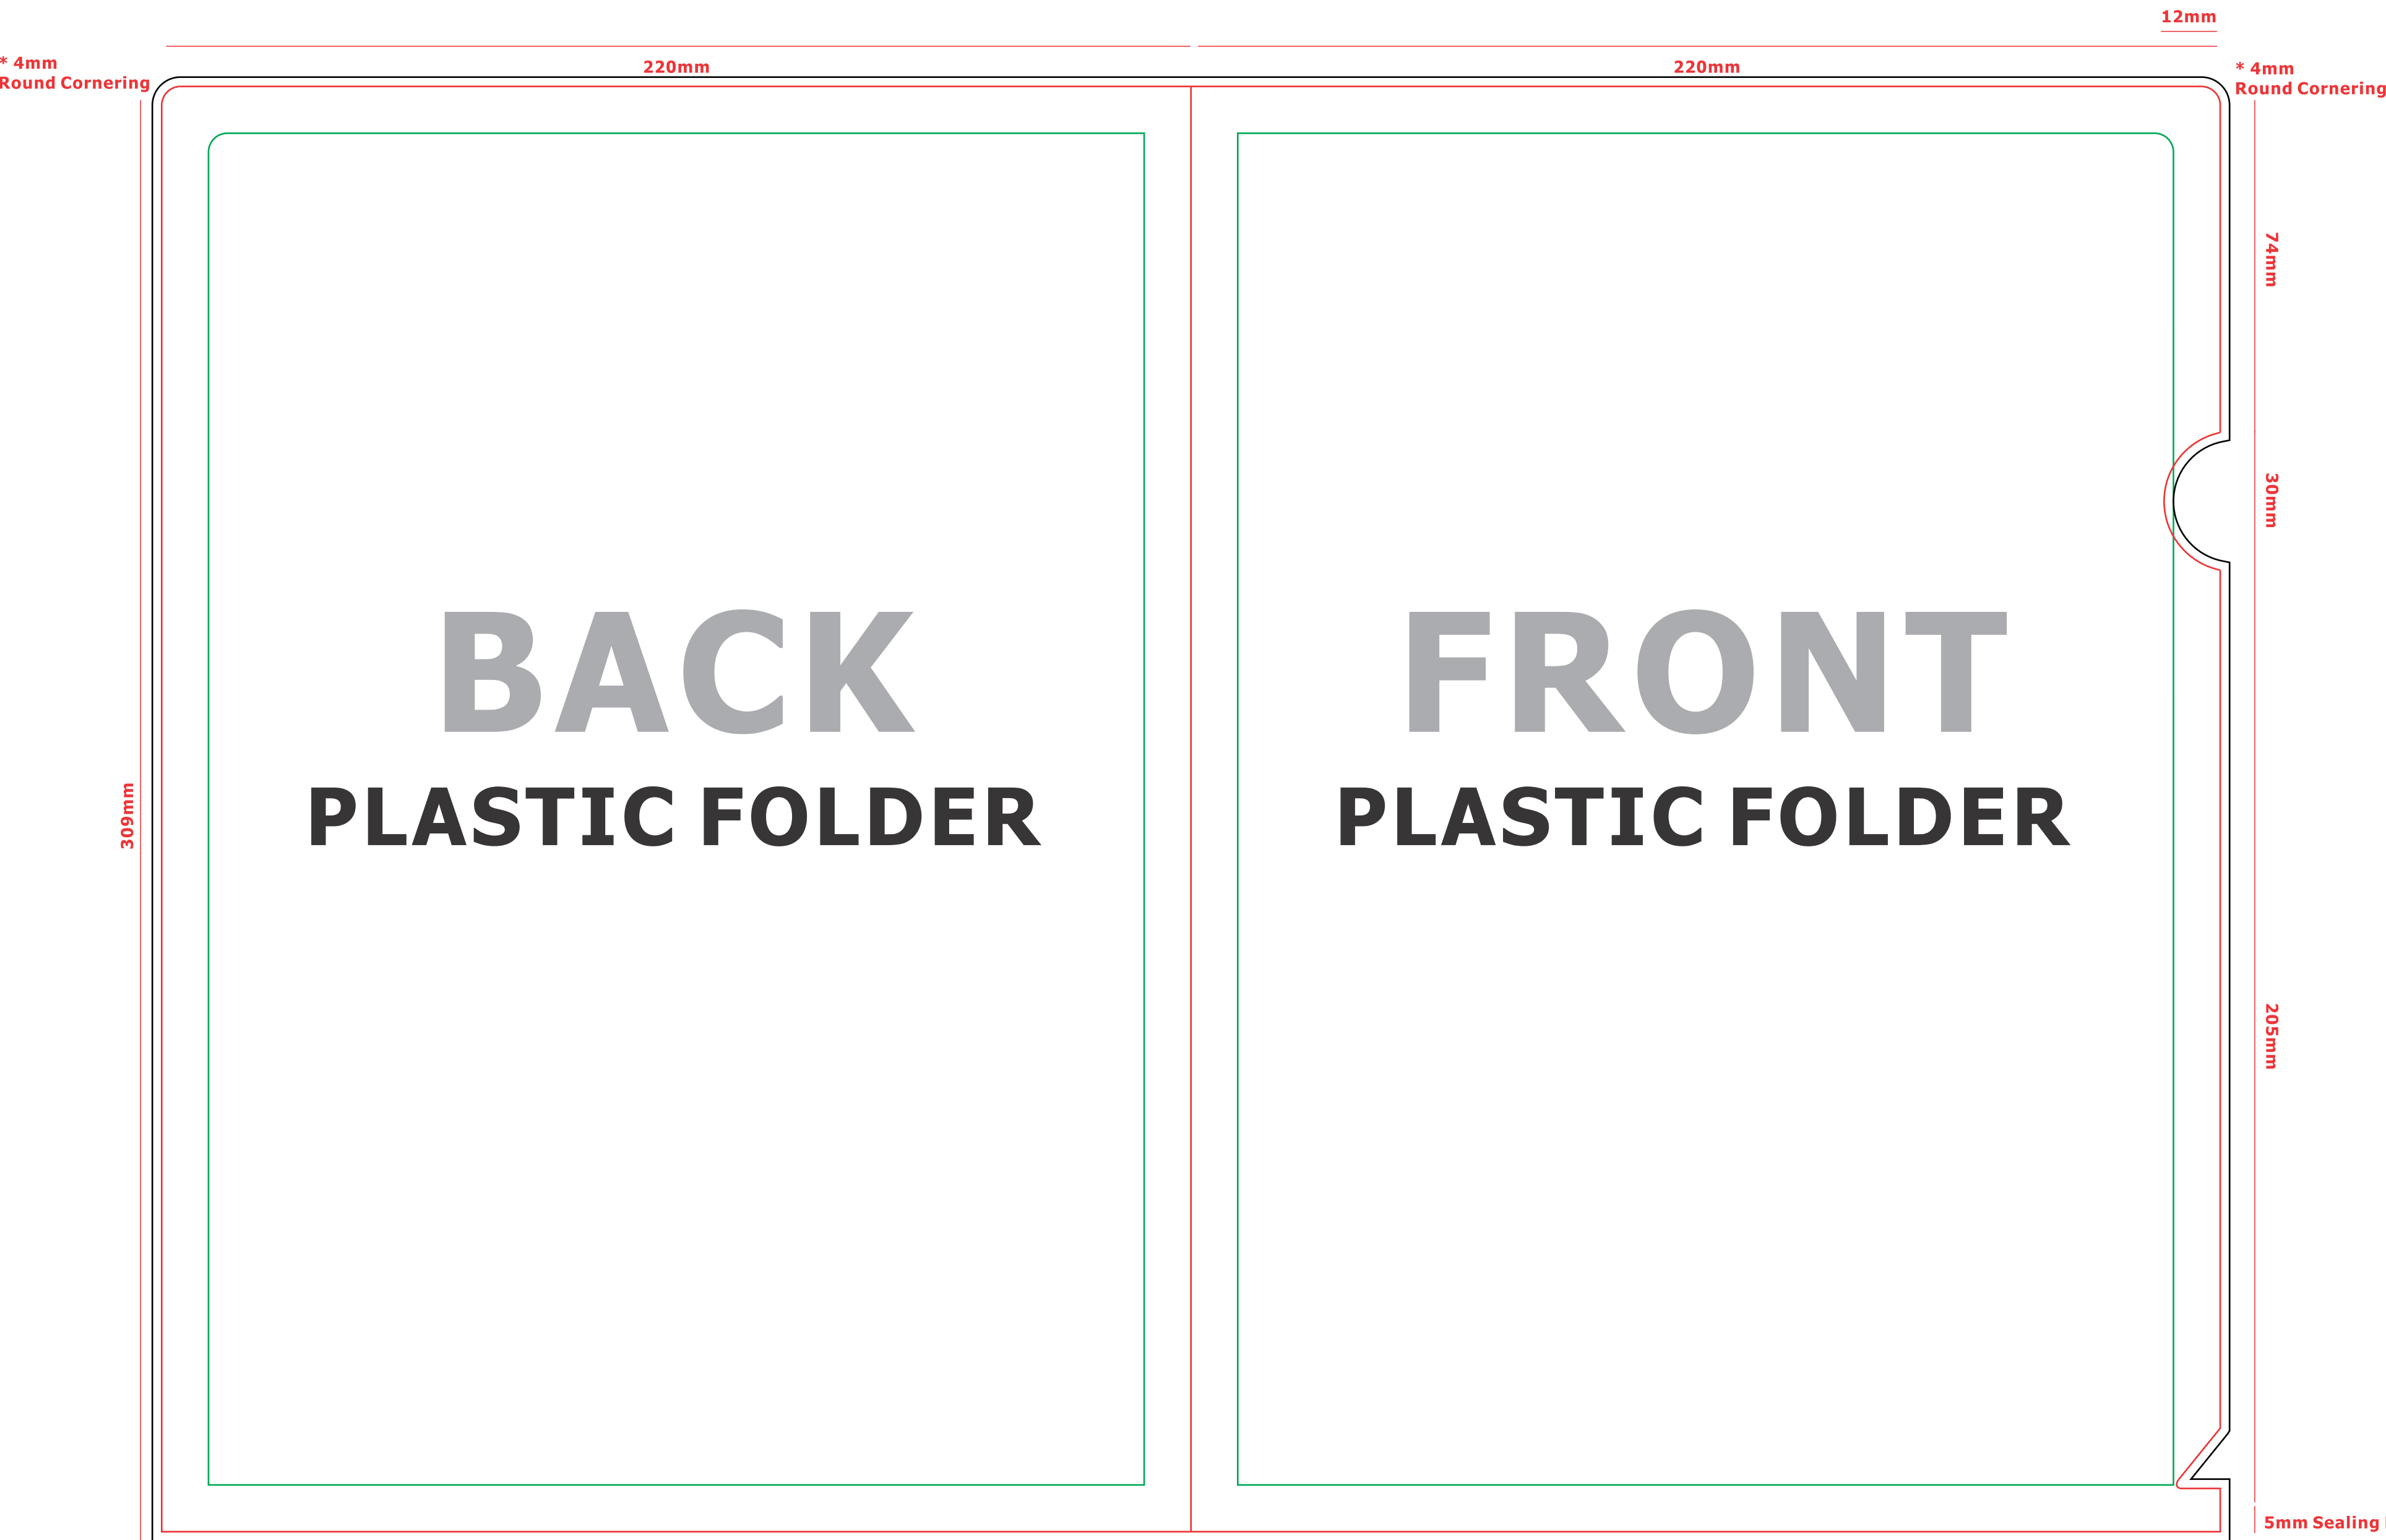 12mm
220mm
220mm
* 4mm
Round Cornering
* 4mm
Round Cornering
74mm
30mm
BACK
FRONT
PLASTIC FOLDER
PLASTIC FOLDER
309mm
205mm
5mm Sealing